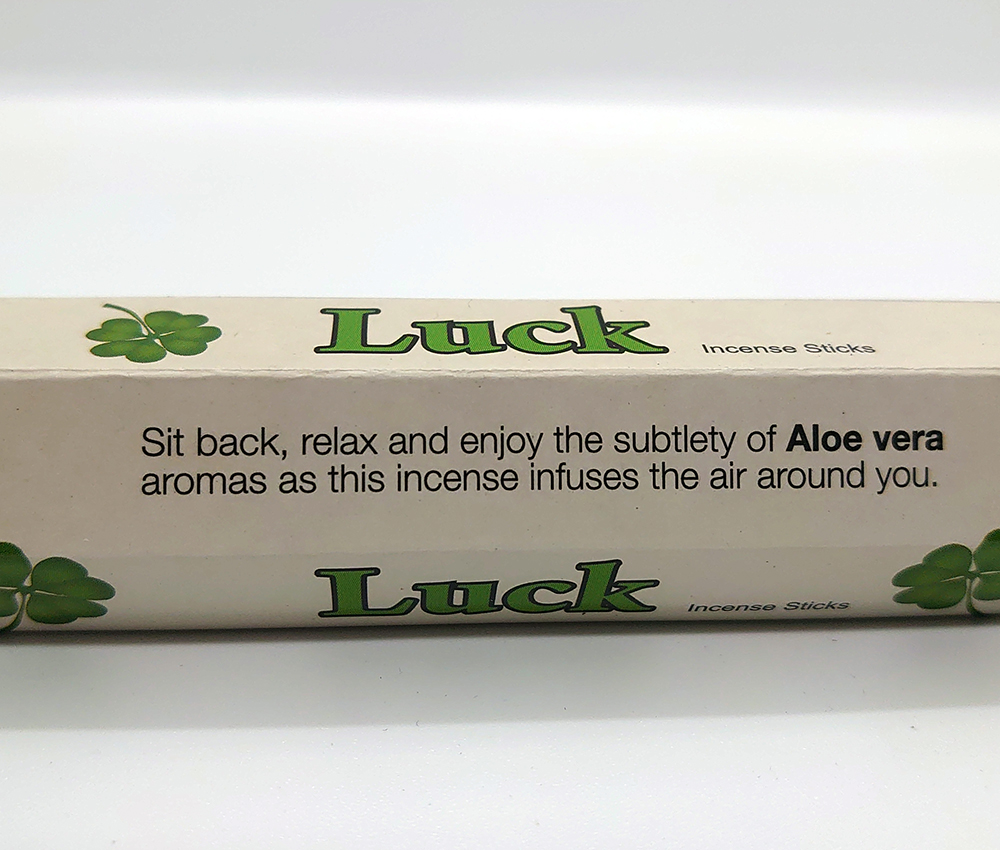 Luck Incense Sticks
Sit back, relax and enjoy the subtlety of Aloe vera
aromas as this incense infuses the air around you.
Luck Incense Sticks